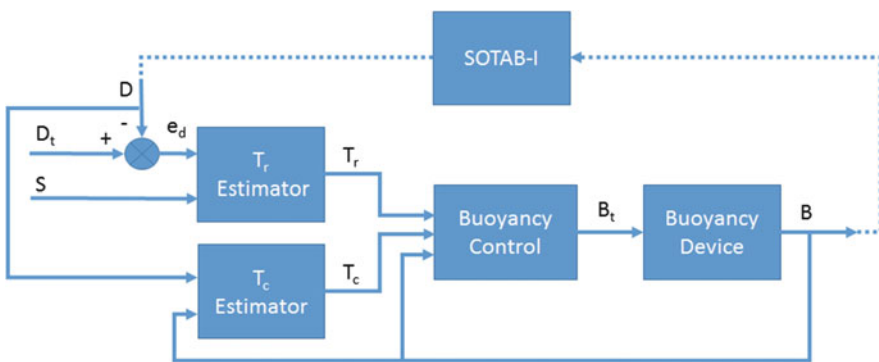 SOTAB-I
D
-
D_t
+
e_d
T_r
Estimator
T_r
S
Buoyancy
Control
B_t
Buoyancy
Device
B
T_c
Estimator
T_c